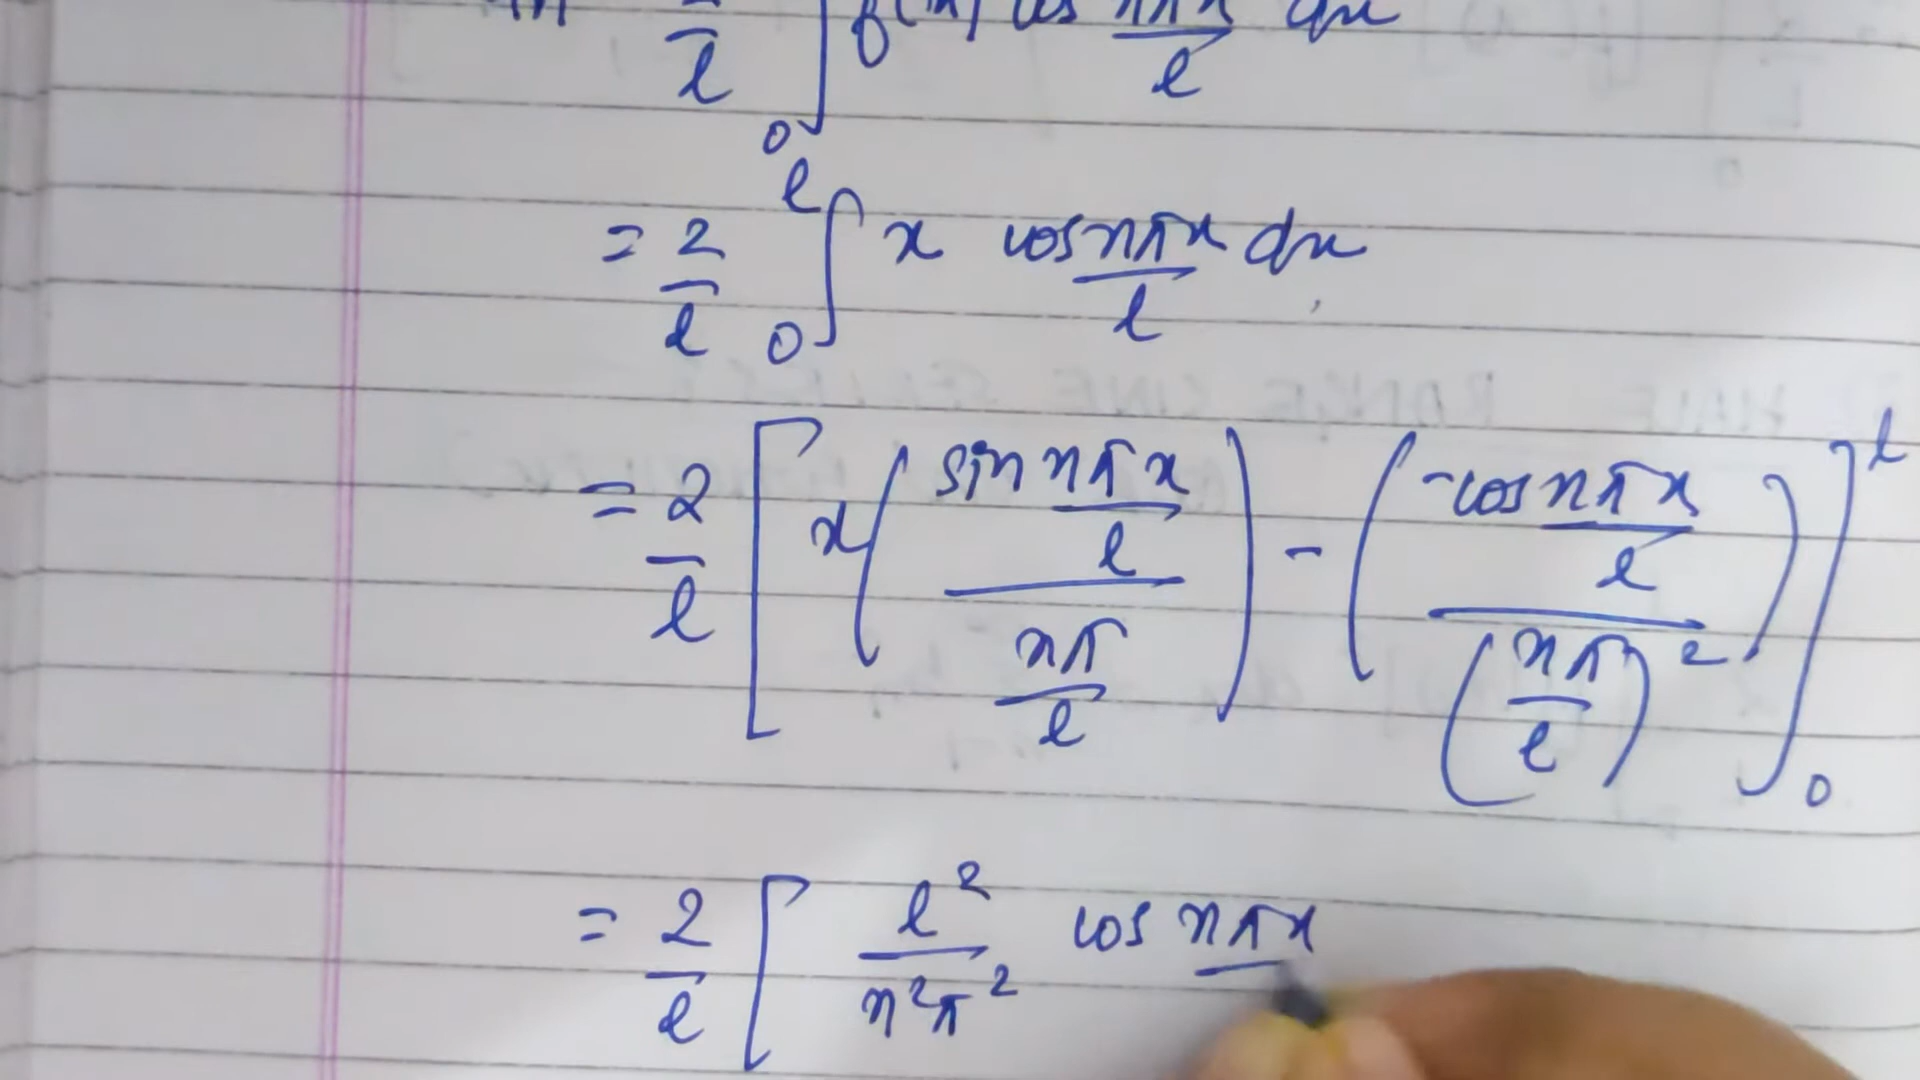 2/l ∫₀ f(x) cos nπx/l dx
= 2/l ∫₀^l x cos nπx/l dx
= 2/l [ x ( sin nπx/l / nπ/l ) - ( -cos nπx/l / (nπ/l)² ) ]₀^l
= 2/l [ l²/n²π² cos nπx